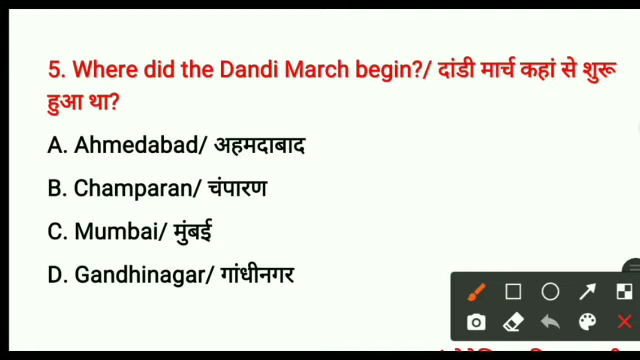 5. Where did the Dandi March begin?/ दांडी मार्च कहां से शुरू
हुआ था?
A. Ahmedabad/ अहमदाबाद
B. Champaran/ चंपारण
C. Mumbai/ मुंबई
D. Gandhinagar/ गांधीनगर